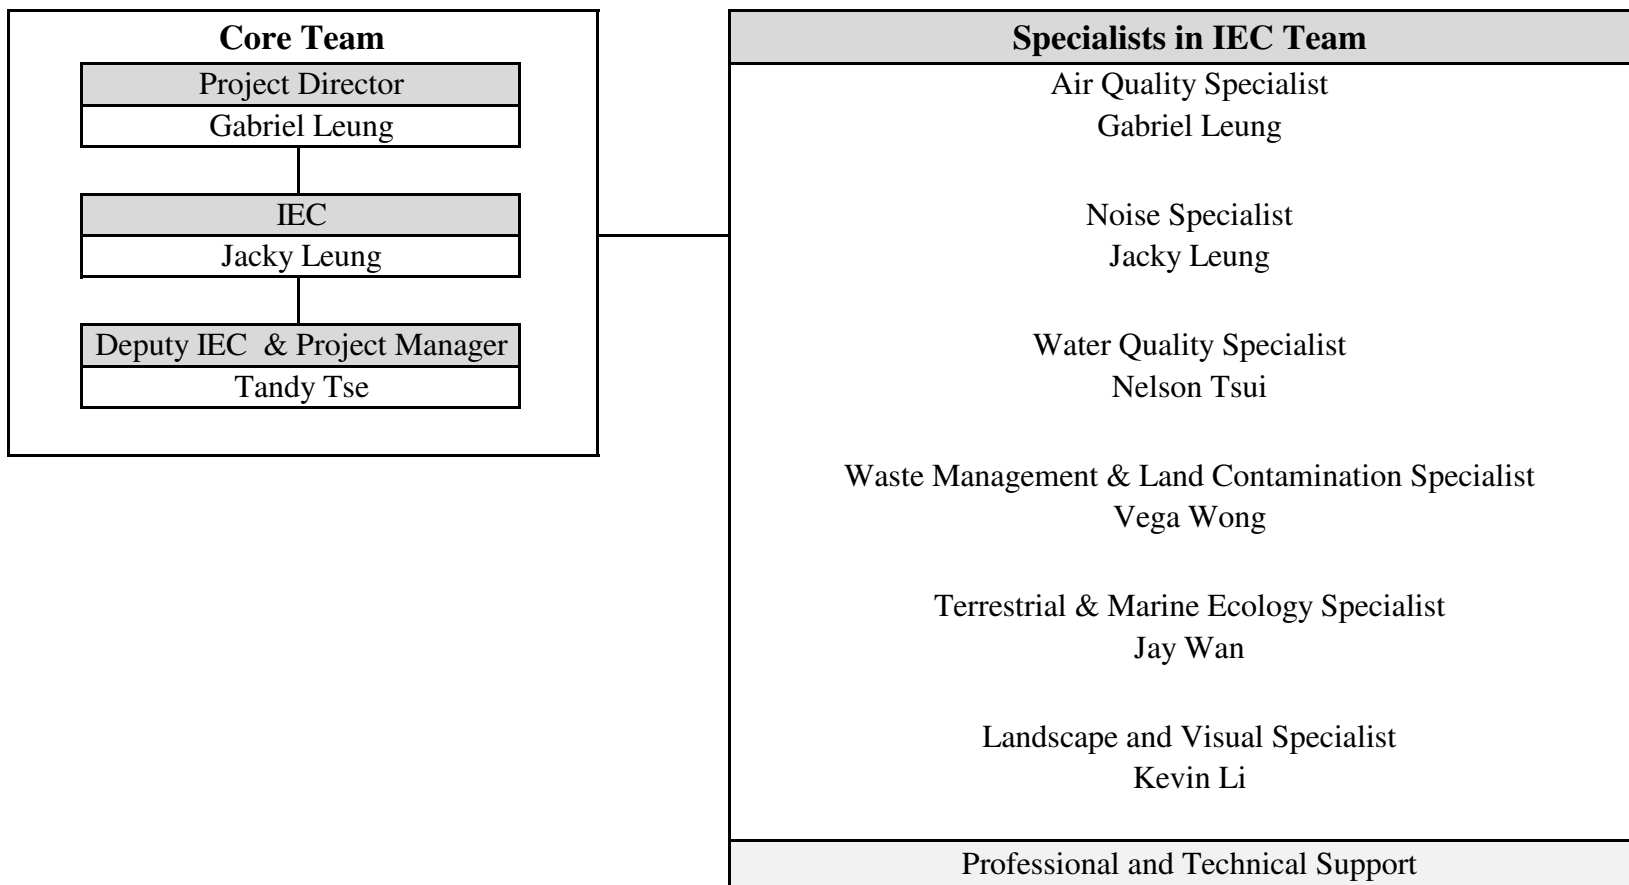 Core Team
Project Director
Gabriel Leung
IEC
Jacky Leung
Deputy IEC & Project Manager
Tandy Tse
Specialists in IEC Team
Air Quality Specialist
Gabriel Leung
Noise Specialist
Jacky Leung
Water Quality Specialist
Nelson Tsui
Waste Management & Land Contamination Specialist
Vega Wong
Terrestrial & Marine Ecology Specialist
Jay Wan
Landscape and Visual Specialist
Kevin Li
Professional and Technical Support